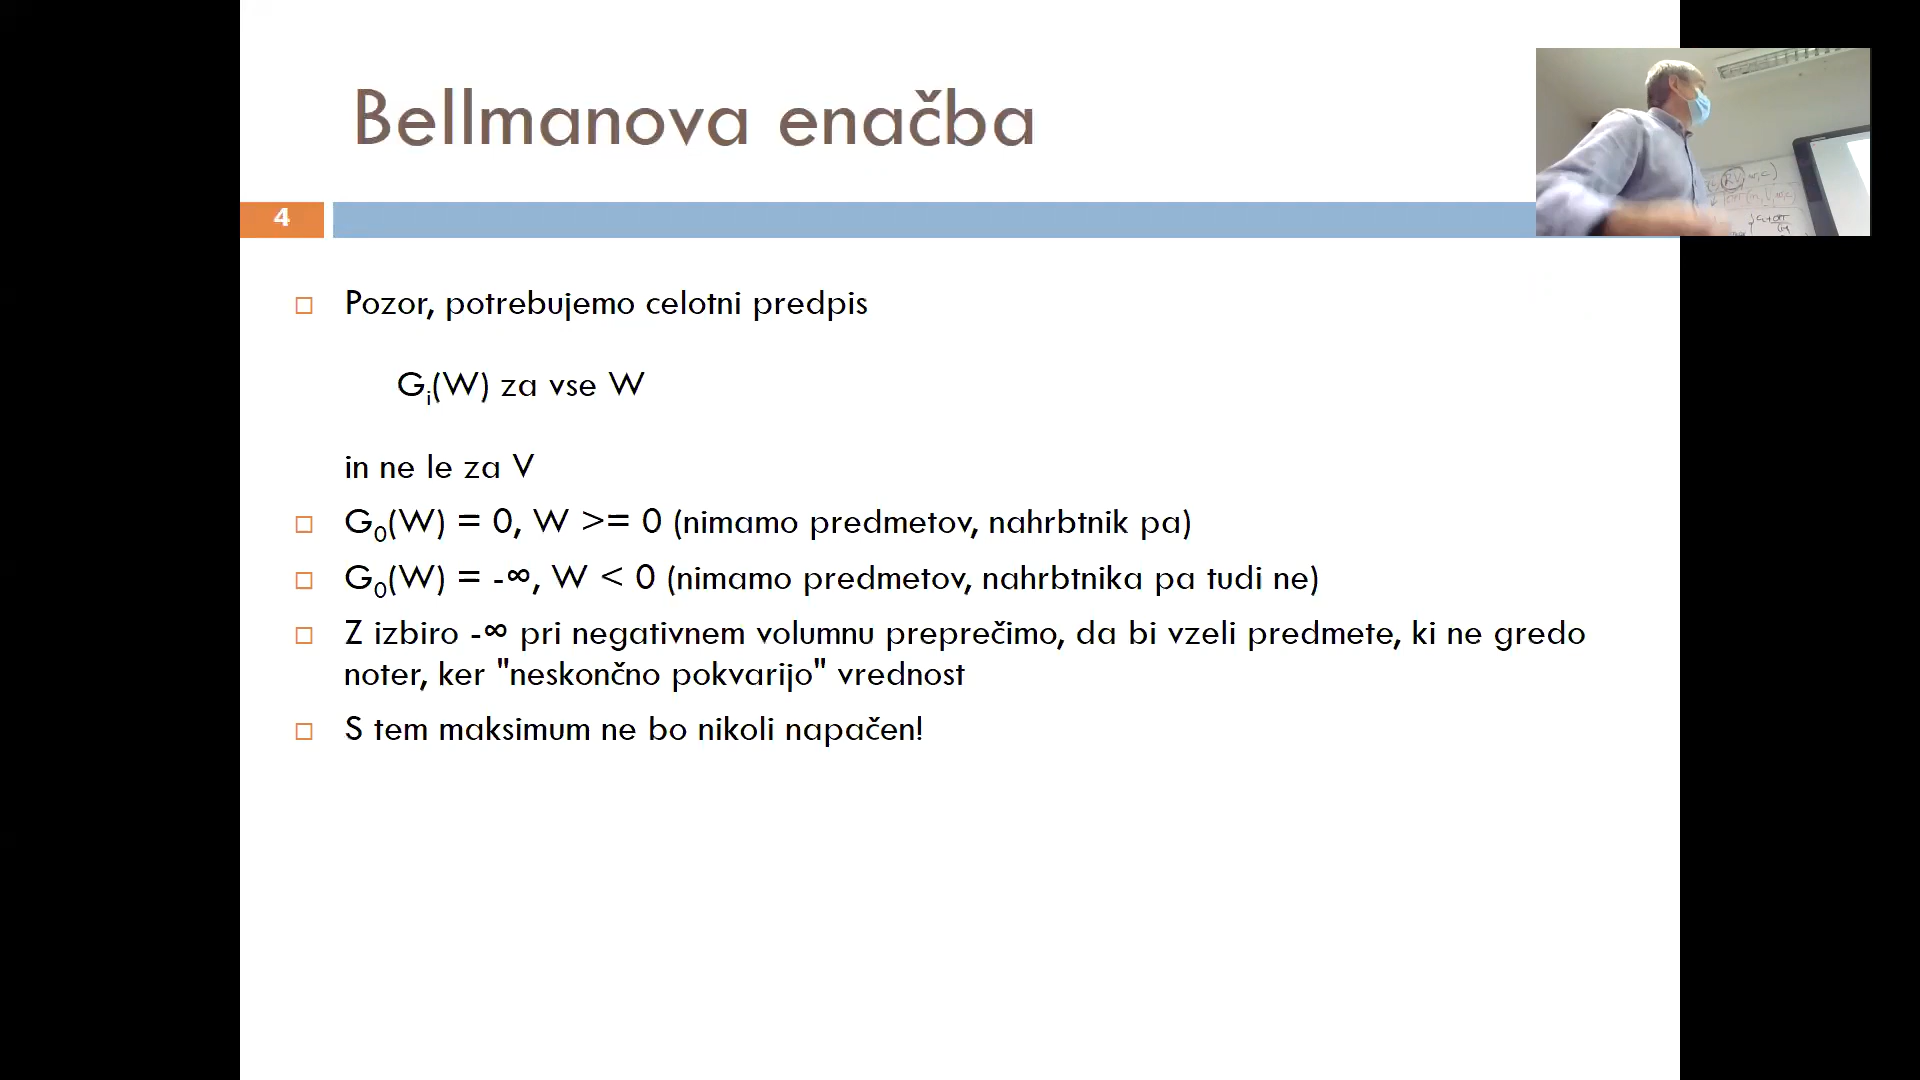 Bellmanova enačba
4
Pozor, potrebujemo celotni predpis
Gi(W) za vse W
in ne le za V
G0(W) = 0, W >= 0 (nimamo predmetov, nahrbtnik pa)
G0(W) = -∞, W < 0 (nimamo predmetov, nahrbtnika pa tudi ne)
Z izbiro -∞ pri negativnem volumnu preprečimo, da bi vzeli predmete, ki ne gredo
noter, ker "neskončno pokvarijo" vrednost
S tem maksimum ne bo nikoli napačen!